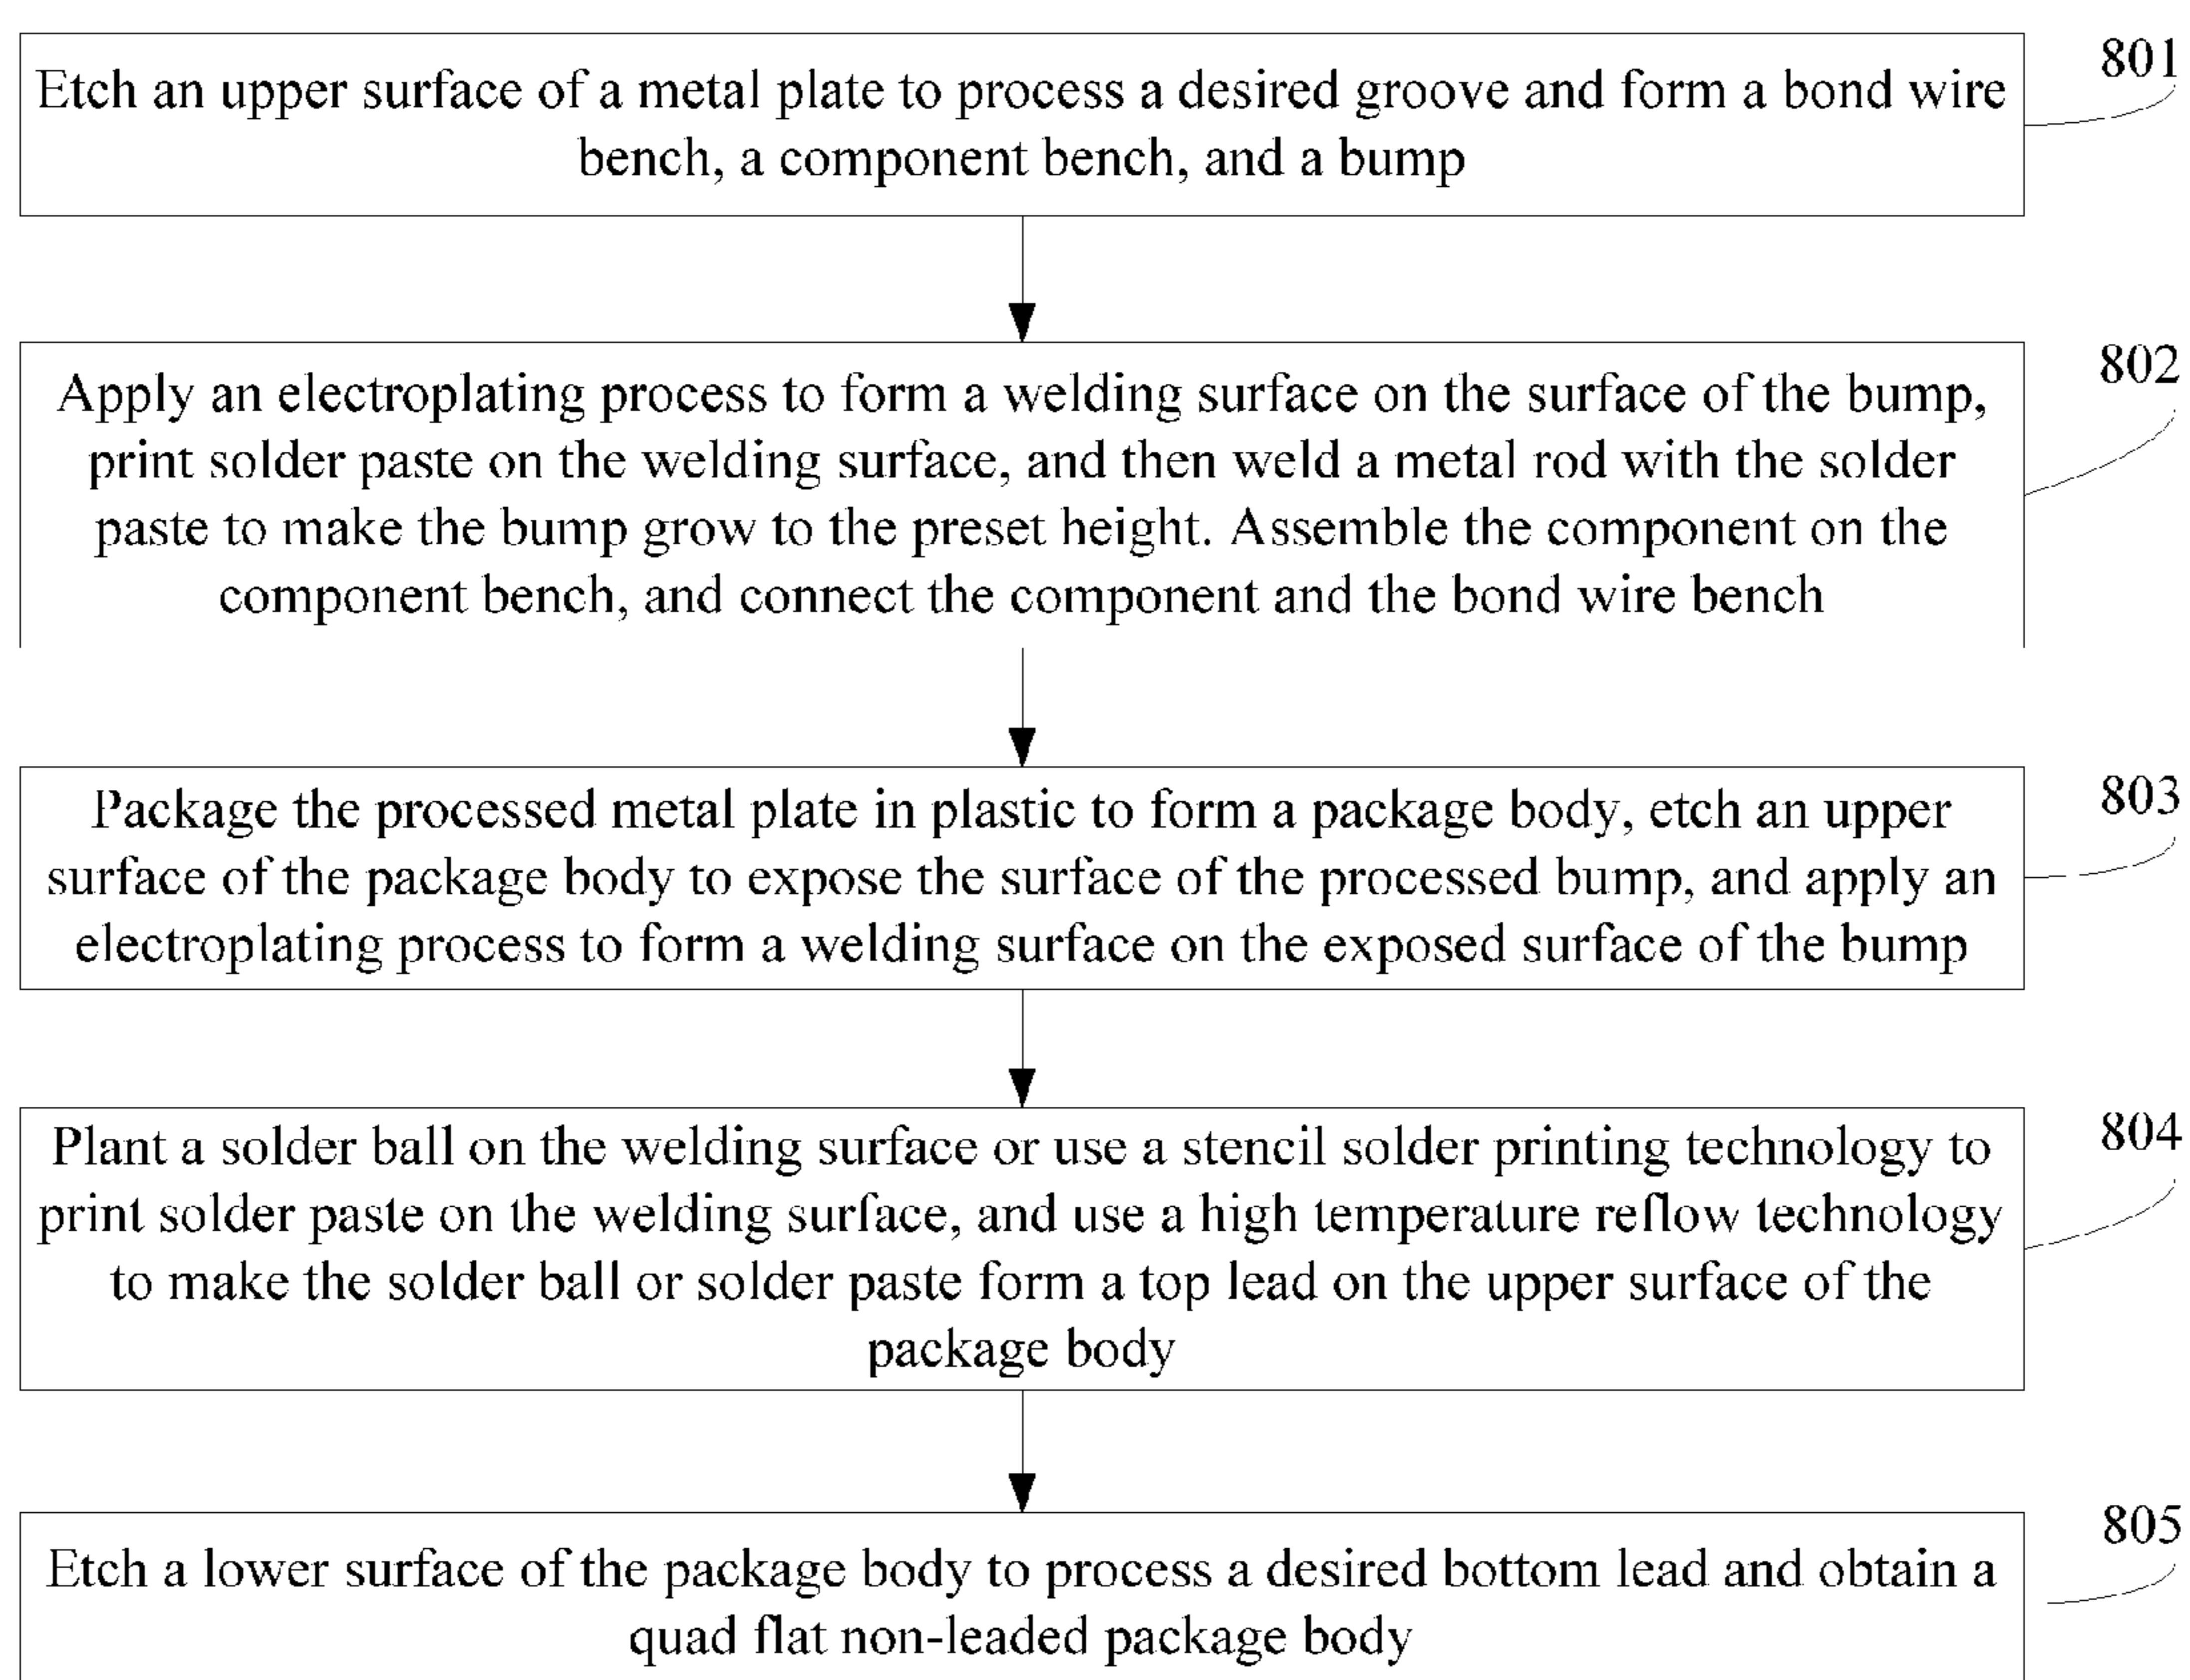 801
Etch an upper surface of a metal plate to process a desired groove and form a bond wire
bench, a component bench, and a bump
802
Apply an electroplating process to form a welding surface on the surface of the bump,
print solder paste on the welding surface, and then weld a metal rod with the solder
paste to make the bump grow to the preset height. Assemble the component on the
component bench, and connect the component and the bond wire bench
803
Package the processed metal plate in plastic to form a package body, etch an upper
surface of the package body to expose the surface of the processed bump, and apply an
electroplating process to form a welding surface on the exposed surface of the bump
804
Plant a solder ball on the welding surface or use a stencil solder printing technology to
print solder paste on the welding surface, and use a high temperature reflow technology
to make the solder ball or solder paste form a top lead on the upper surface of the
package body
805
Etch a lower surface of the package body to process a desired bottom lead and obtain a
quad flat non-leaded package body